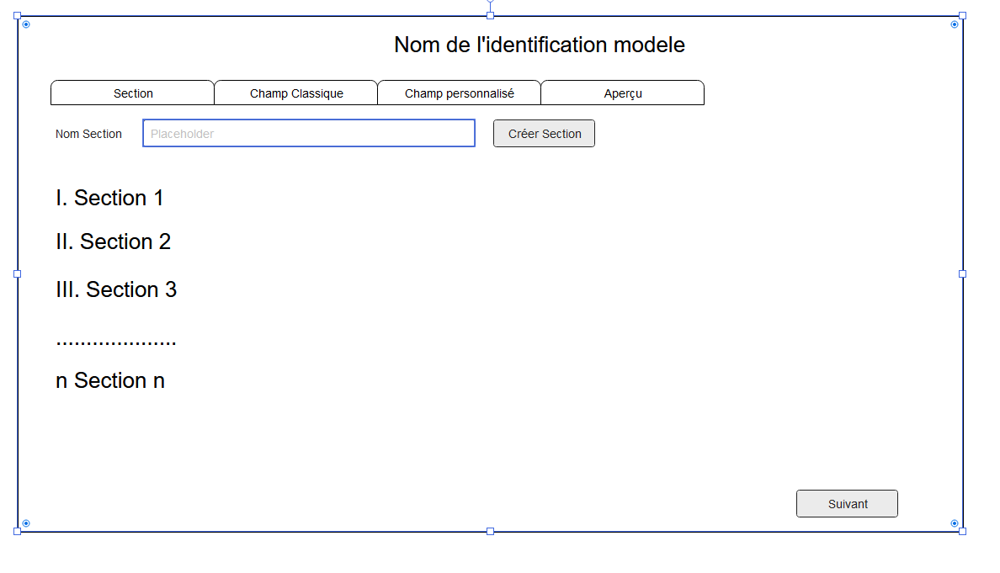 Nom de l'identification modele
Section Champ Classique Champ personnalisé Aperçu
Nom Section Placeholder Créer Section
I. Section 1
II. Section 2
III. Section 3
....................
n Section n
Suivant